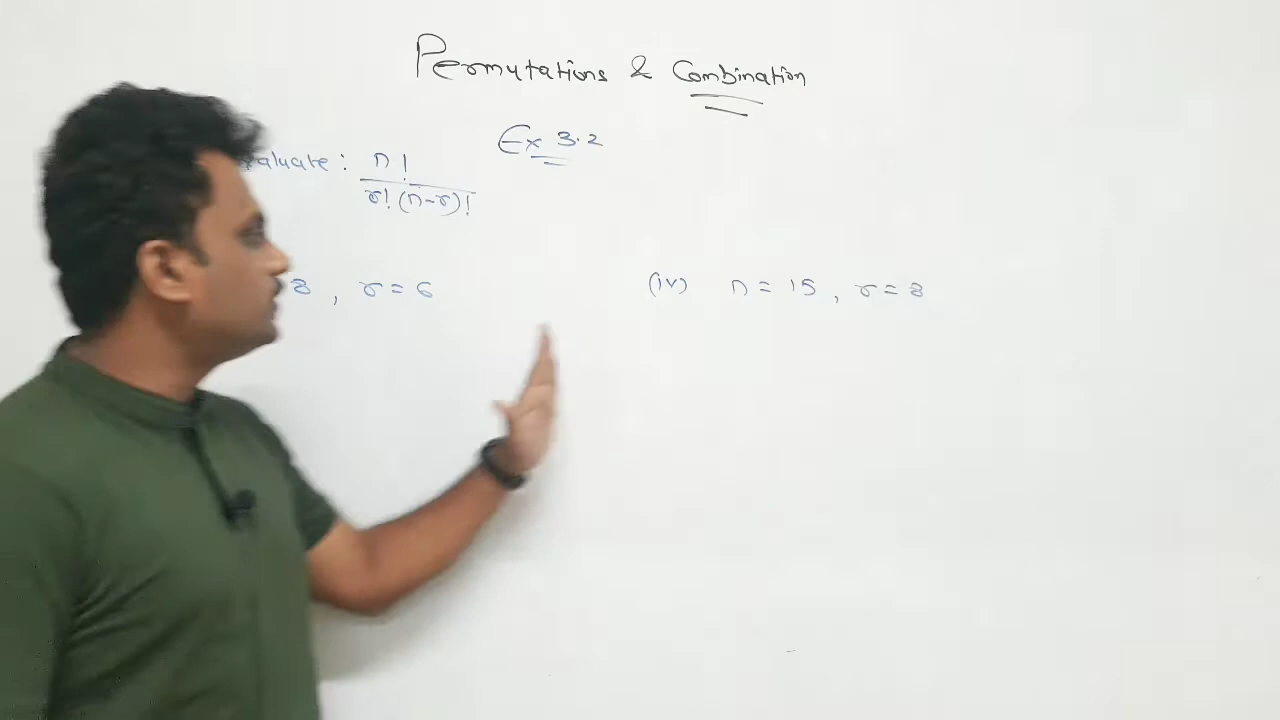 Permutations & Combination
Ex 3.2
valuate: n! / r!(n-r)!
8, r = 6
(iv) n = 15, r = 8